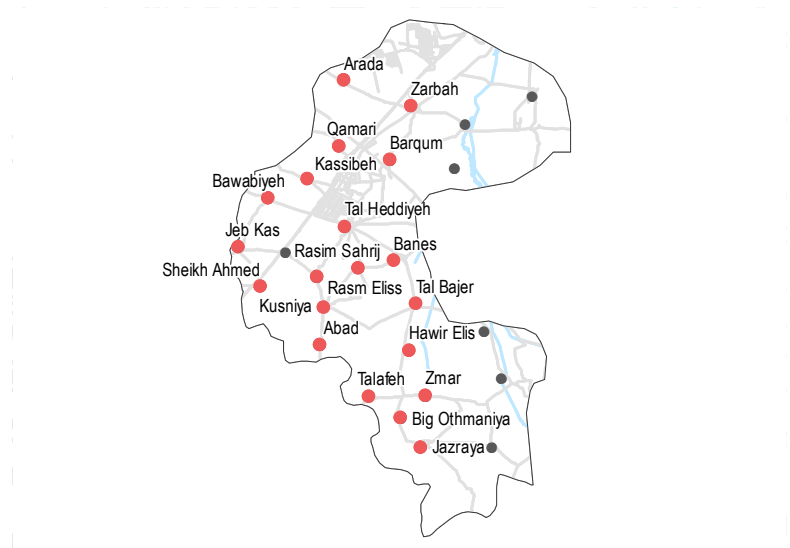 Arada
Zarbah
Qamari
Barqum
Kassibeh
Bawabiyeh
Tal Heddiyeh
Jeb Kas
Rasim Sahrij
Banes
Sheikh Ahmed
Rasm Eliss
Tal Bajer
Kusniya
Abad
Hawir Elis
Talafeh
Zmar
Big Othmaniya
Jazraya